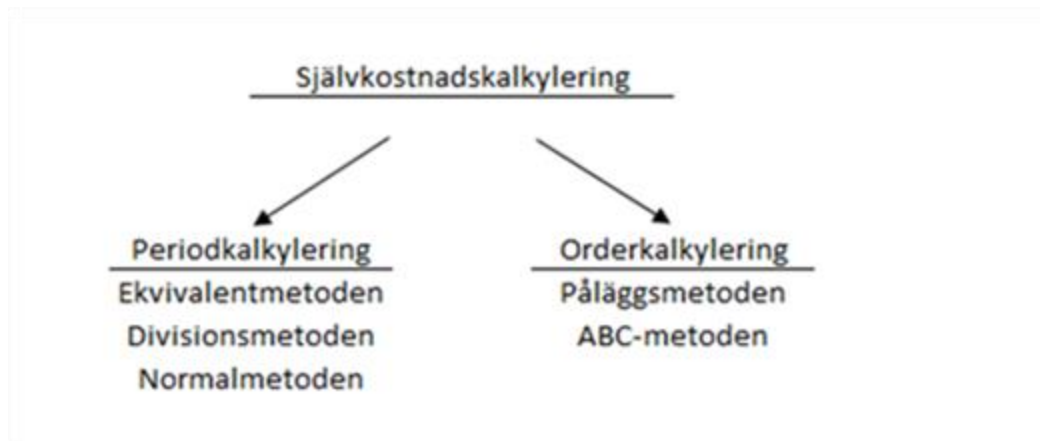 Självkostnadskalkylering
Periodkalkylering
Ekvivalentmetoden
Divisionsmetoden
Normalmetoden
Orderkalkylering
Påläggsmetoden
ABC-metoden